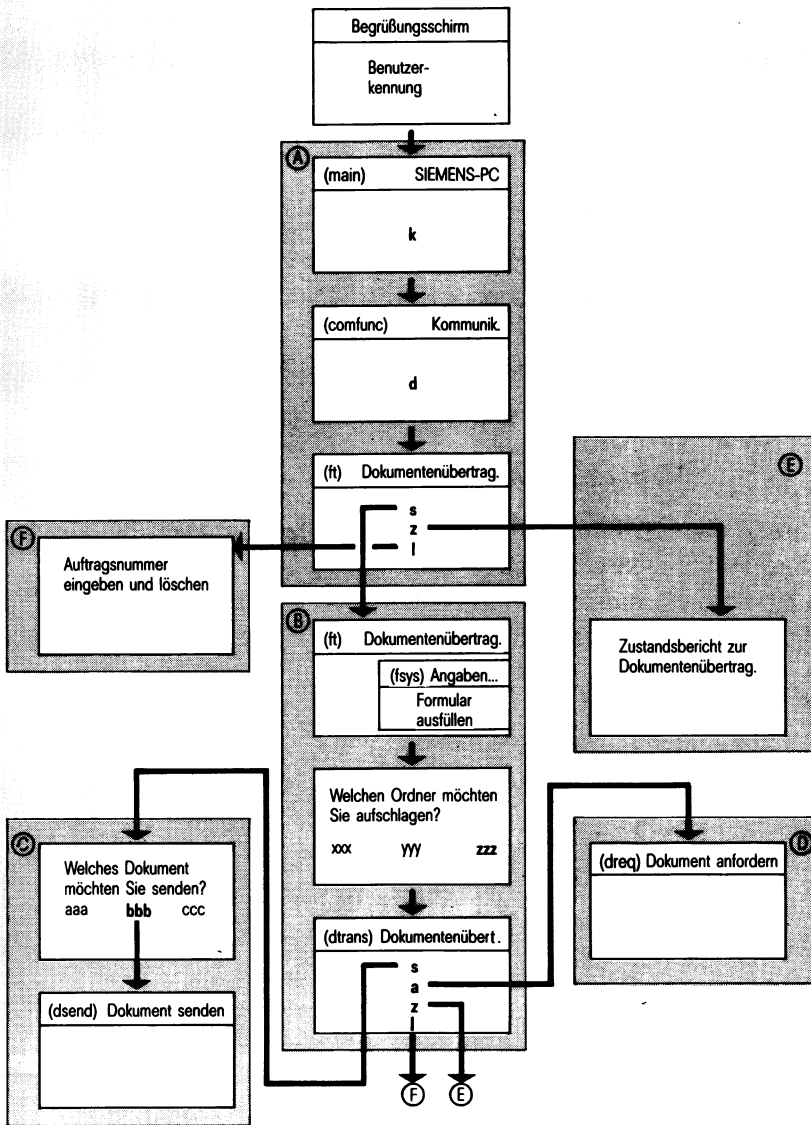 Begrüßungsschirm
Benutzer-
kennung
A
(main) SIEMENS-PC
k
(comfunc) Kommunik.
d
(ft) Dokumentenübertrag.
s
z
l
E
Zustandsbericht zur
Dokumentenübertrag.
F
Auftragsnummer
eingeben und löschen
B
(ft) Dokumentenübertrag.
(fsys) Angaben...
Formular
ausfüllen
Welchen Ordner möchten
Sie aufschlagen?
xxx yyy zzz
(dtrans) Dokumentenübert.
s
a
z
l
F E
C
Welches Dokument
möchten Sie senden?
aaa bbb ccc
(dsend) Dokument senden
D
(dreq) Dokument anfordern